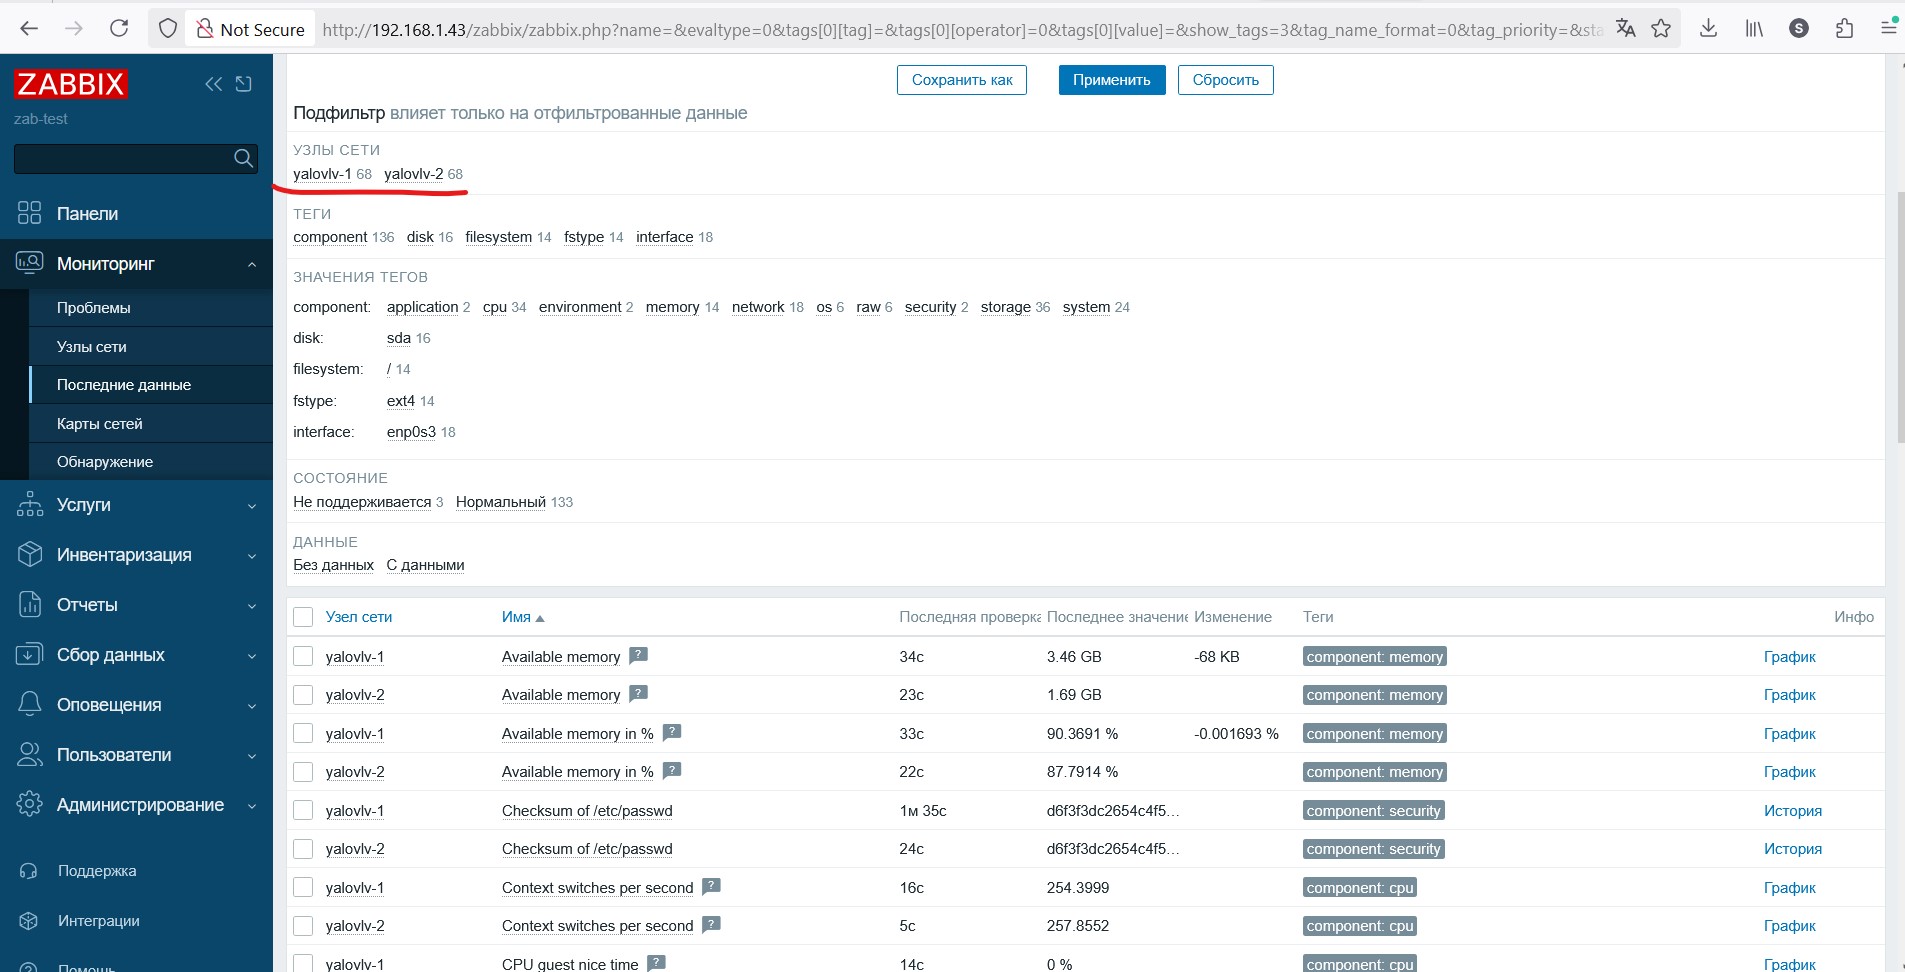 Not Secure http://192.168.1.43/zabbix/zabbix.php?name=&evaltype=0&tags[0][tag]=&tags[0][operator]=0&tags[0][value]=&show_tags=3&tag_name_format=0&tag_priority=&sta
S
ZABBIX
zab-test
Панели
Мониторинг
Проблемы
Узлы сети
Последние данные
Карты сетей
Обнаружение
Услуги
Инвентаризация
Отчеты
Сбор данных
Оповещения
Пользователи
Администрирование
Поддержка
Интеграции
Помощь
Сохранить как Применить Сбросить
Подфильтр влияет только на отфильтрованные данные
УЗЛЫ СЕТИ
yalovlv-1 68 yalovlv-2 68
ТЕГИ
component 136 disk 16 filesystem 14 fstype 14 interface 18
ЗНАЧЕНИЯ ТЕГОВ
component: application 2 cpu 34 environment 2 memory 14 network 18 os 6 raw 6 security 2 storage 36 system 24
disk: sda 16
filesystem: / 14
fstype: ext4 14
interface: enp0s3 18
СОСТОЯНИЕ
Не поддерживается 3 Нормальный 133
ДАННЫЕ
Без данных С данными
Узел сети Имя Последняя проверка Последнее значение Изменение Теги Инфо
yalovlv-1 Available memory ? 34с 3.46 GB -68 KB component: memory График
yalovlv-2 Available memory ? 23с 1.69 GB component: memory График
yalovlv-1 Available memory in % ? 33с 90.3691 % -0.001693 % component: memory График
yalovlv-2 Available memory in % ? 22с 87.7914 % component: memory График
yalovlv-1 Checksum of /etc/passwd 1м 35с d6f3f3dc2654c4f5... component: security История
yalovlv-2 Checksum of /etc/passwd 24с d6f3f3dc2654c4f5... component: security История
yalovlv-1 Context switches per second ? 16с 254.3999 component: cpu График
yalovlv-2 Context switches per second ? 5с 257.8552 component: cpu График
yalovlv-1 CPU guest nice time ? 14с 0 % component: cpu График